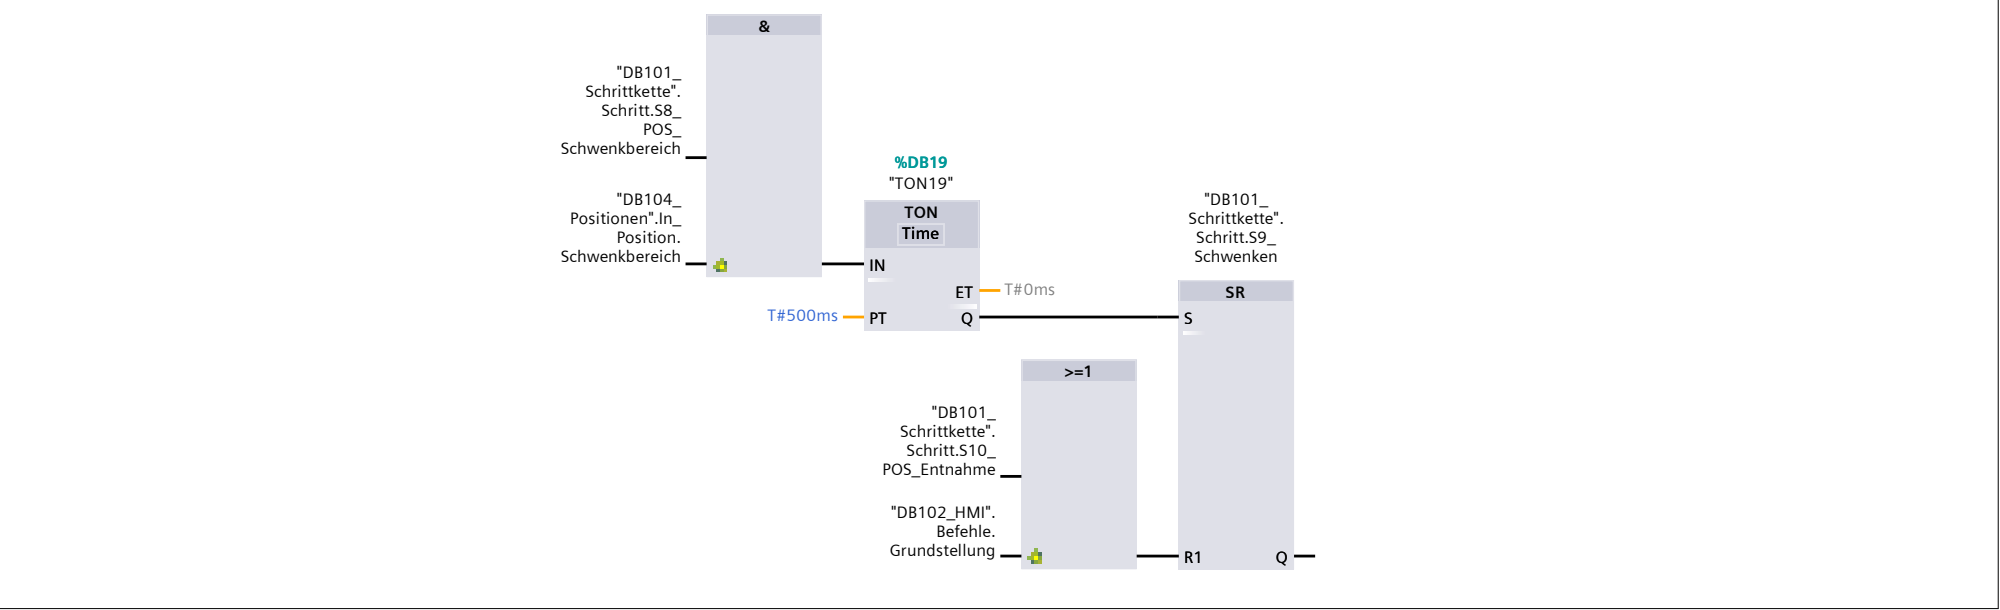 &
"DB101_
Schrittkette".
Schritt.S8_
POS_
Schwenkbereich
"DB104_
Positionen".In_
Position.
Schwenkbereich
%DB19
"TON19"
TON
Time
IN
ET
T#0ms
T#500ms
PT
Q
"DB101_
Schrittkette".
Schritt.S9_
Schwenken
SR
S
>=1
"DB101_
Schrittkette".
Schritt.S10_
POS_Entnahme
"DB102_HMI".
Befehle.
Grundstellung
R1
Q